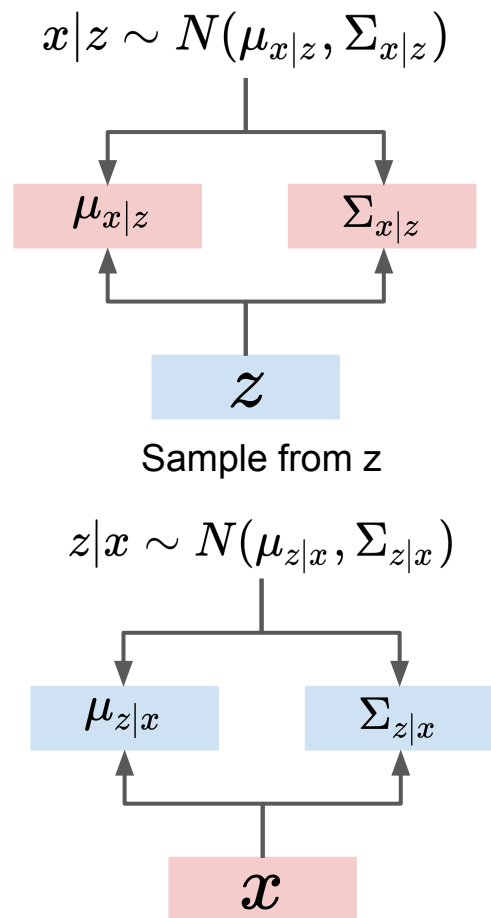 x|z ∼ N(μ_{x|z}, Σ_{x|z})
μ_{x|z} Σ_{x|z}
z
Sample from z
z|x ∼ N(μ_{z|x}, Σ_{z|x})
μ_{z|x} Σ_{z|x}
x